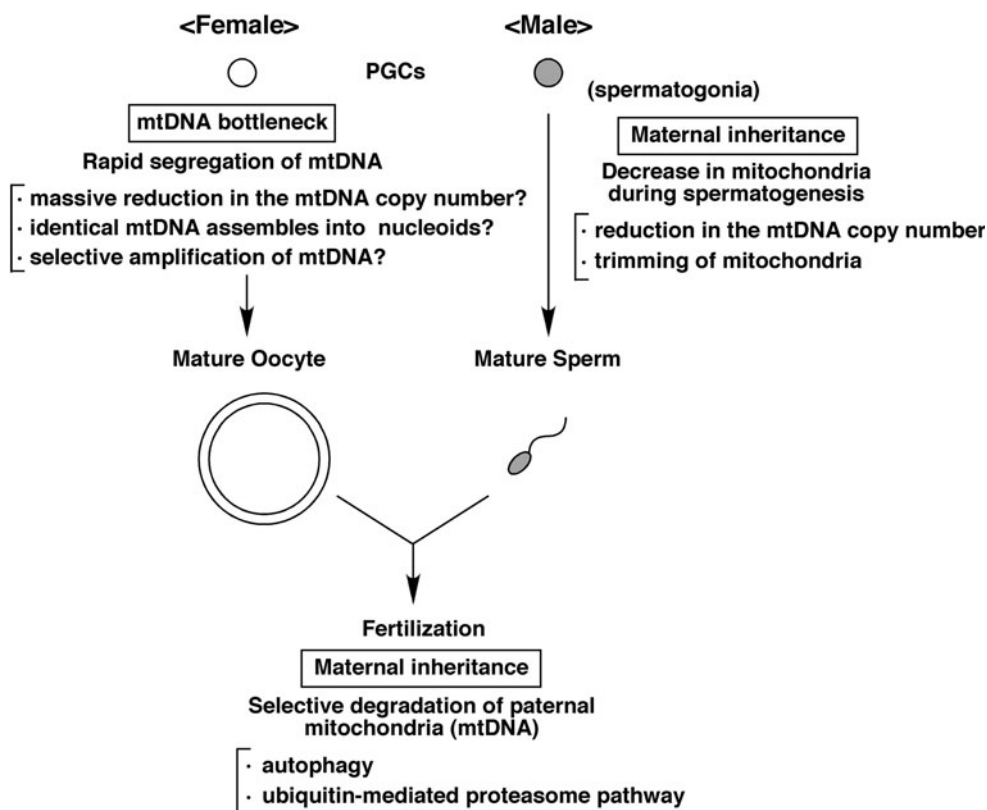 <Female>
<Male>
PGCs
(spermatogonia)
mtDNA bottleneck
Rapid segregation of mtDNA
· massive reduction in the mtDNA copy number?
· identical mtDNA assembles into nucleoids?
· selective amplification of mtDNA?
Maternal inheritance
Decrease in mitochondria
during spermatogenesis
· reduction in the mtDNA copy number
· trimming of mitochondria
Mature Oocyte
Mature Sperm
Fertilization
Maternal inheritance
Selective degradation of paternal
mitochondria (mtDNA)
· autophagy
· ubiquitin-mediated proteasome pathway